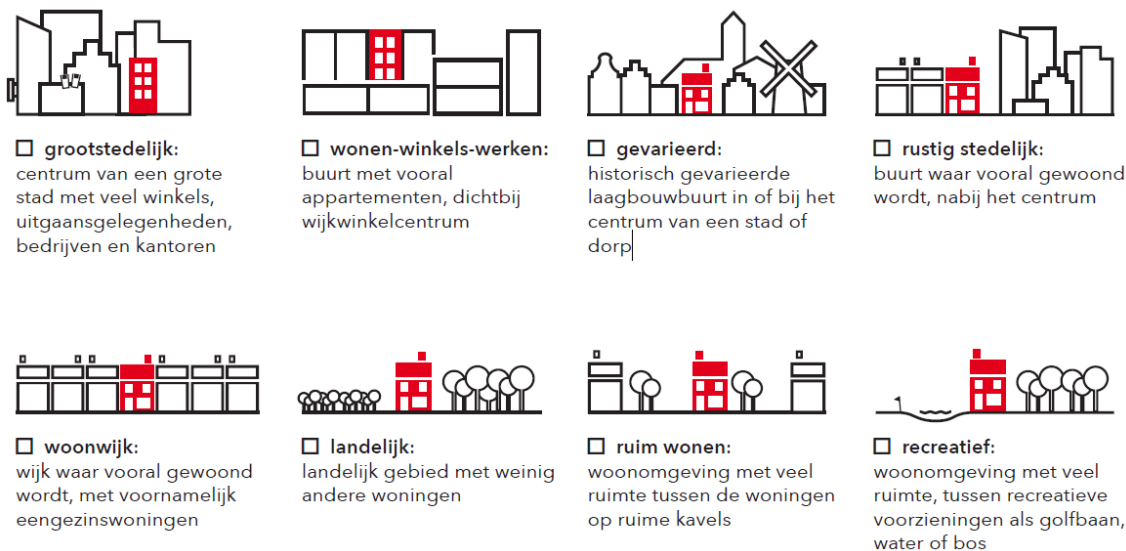 ☐ grootstedelijk:
centrum van een grote
stad met veel winkels,
uitgaansgelegenheden,
bedrijven en kantoren
☐ wonen-winkels-werken:
buurt met vooral
appartementen, dichtbij
wijkwinkelcentrum
☐ gevarieerd:
historisch gevarieerde
laagbouwbuurt in of bij het
centrum van een stad of
dorp
☐ rustig stedelijk:
buurt waar vooral gewoond
wordt, nabij het centrum
☐ woonwijk:
wijk waar vooral gewoond
wordt, met voornamelijk
eengezinswoningen
☐ landelijk:
landelijk gebied met weinig
andere woningen
☐ ruim wonen:
woonomgeving met veel
ruimte tussen de woningen
op ruime kavels
☐ recreatief:
woonomgeving met veel
ruimte, tussen recreatieve
voorzieningen als golfbaan,
water of bos